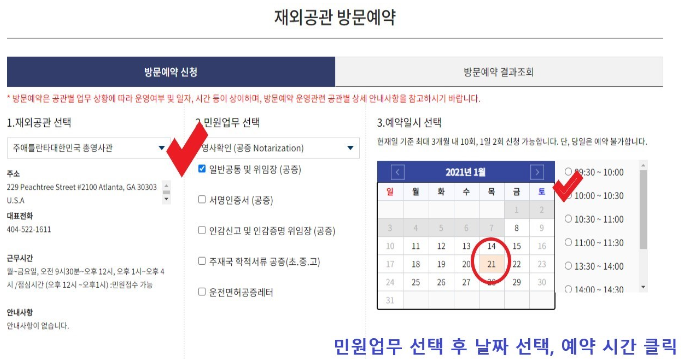 재외공관 방문예약
방문예약 신청
방문예약 결과조회
* 방문예약은 공관별 업무 상황에 따라 운영여부 및 일자, 시간 등이 상이하며, 방문예약 운영관련 공관별 상세 안내사항을 참고하시기 바랍니다.
1.재외공관 선택
주애틀란타대한민국 총영사관
주소
229 Peachtree Street #2100 Atlanta, GA 30303
U.S.A
대표전화
404-522-1611
근무시간
월~금요일, 오전 9시30분~오후 12시, 오후 1시~오후 4
시 /점심시간 (오후 12시 ~오후1시) :민원접수 가능
안내사항
안내사항이 없습니다.
2.민원업무 선택
영사확인 (공증 Notarization)
일반공통 및 위임장 (공증)
서명인증서 (공증)
인감신고 및 인감증명 위임장 (공증)
주재국 학적서류 공증(초.중.고)
운전면허공증레터
3.예약일시 선택
현재일 기준 최대 3개월 내 10회, 1일 2회 신청 가능합니다. 단, 당일은 예약 불가합니다.
< 2021년 1월 >
일 월 화 수 목 금 토
1 2
3 4 5 6 7 8 9
10 11 12 13 14 15 16
17 18 19 20 21 22 23
24 25 26 27 28 29 30
31
09:30 ~ 10:00
10:00 ~ 10:30
10:30 ~ 11:00
11:00 ~ 11:30
13:30 ~ 14:00
14:00 ~ 14:30
민원업무 선택 후 날짜 선택, 예약 시간 클릭